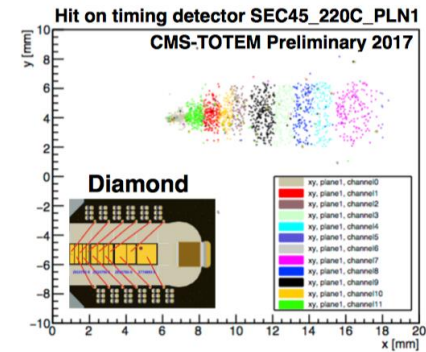 Hit on timing detector SEC45_220C_PLN1
CMS-TOTEM Preliminary 2017
y [mm]
10
8
6
4
2
0
−2
−4
−6
−8
−10
Diamond
xy, plane1, channel0
xy, plane1, channel1
xy, plane1, channel2
xy, plane1, channel3
xy, plane1, channel4
xy, plane1, channel5
xy, plane1, channel6
xy, plane1, channel7
xy, plane1, channel8
xy, plane1, channel9
xy, plane1, channel10
xy, plane1, channel11
0 2 4 6 8 10 12 14 16 18 20
x [mm]